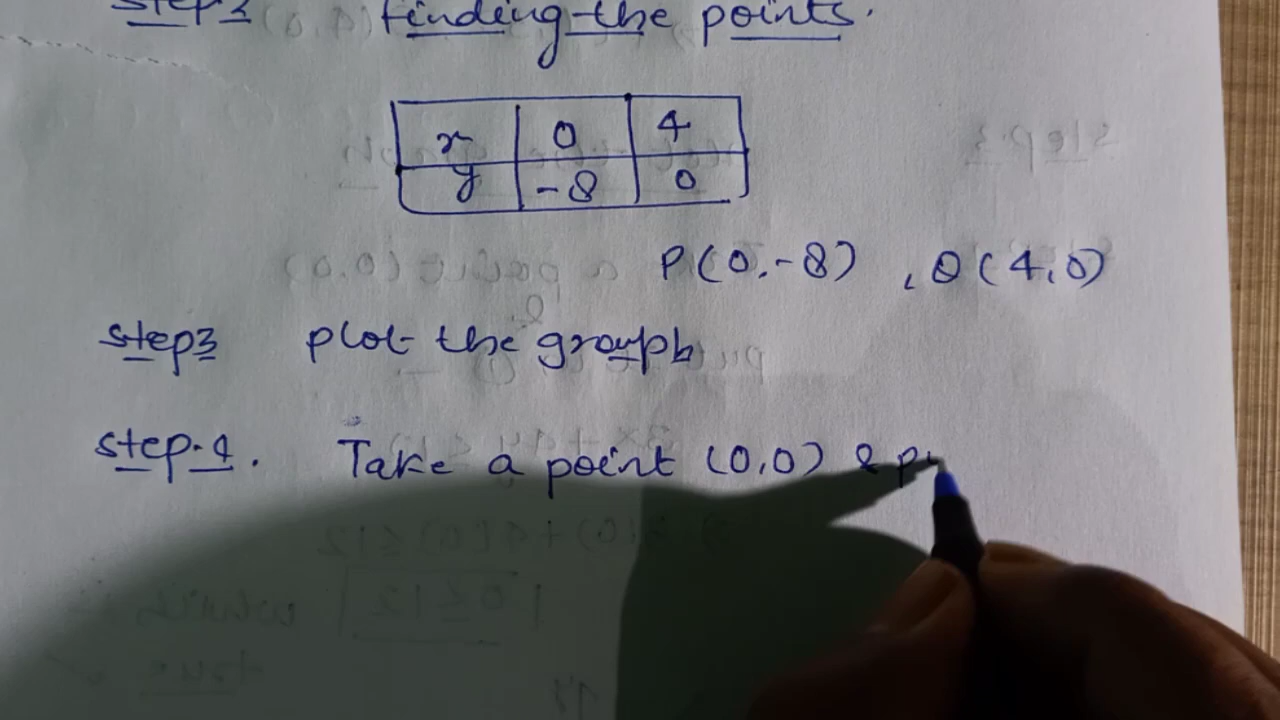 step2 finding the points.
x 0 4
y -8 0
P(0,-8) , Q(4,0)
step3 plot the graph
step-4. Take a point (0,0) & p